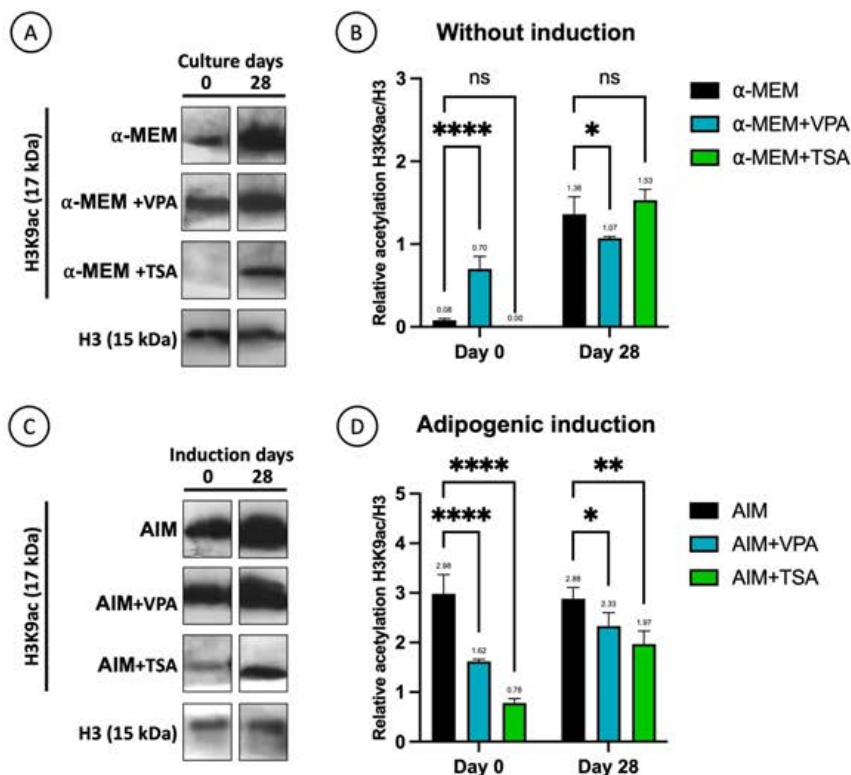 A
Culture days
0 28
H3K9ac (17 kDa)
α-MEM
α-MEM +VPA
α-MEM +TSA
H3 (15 kDa)
B
Without induction
Relative acetylation H3K9ac/H3
3
2
1
0
ns
ns
****
*
0.08
0.70
0.00
1.36
1.07
1.53
Day 0
Day 28
α-MEM
α-MEM+VPA
α-MEM+TSA
C
Induction days
0 28
H3K9ac (17 kDa)
AIM
AIM+VPA
AIM+TSA
H3 (15 kDa)
D
Adipogenic induction
Relative acetylation H3K9ac/H3
5
4
3
2
1
0
****
**
****
*
2.98
1.62
0.78
2.88
2.33
1.97
Day 0
Day 28
AIM
AIM+VPA
AIM+TSA